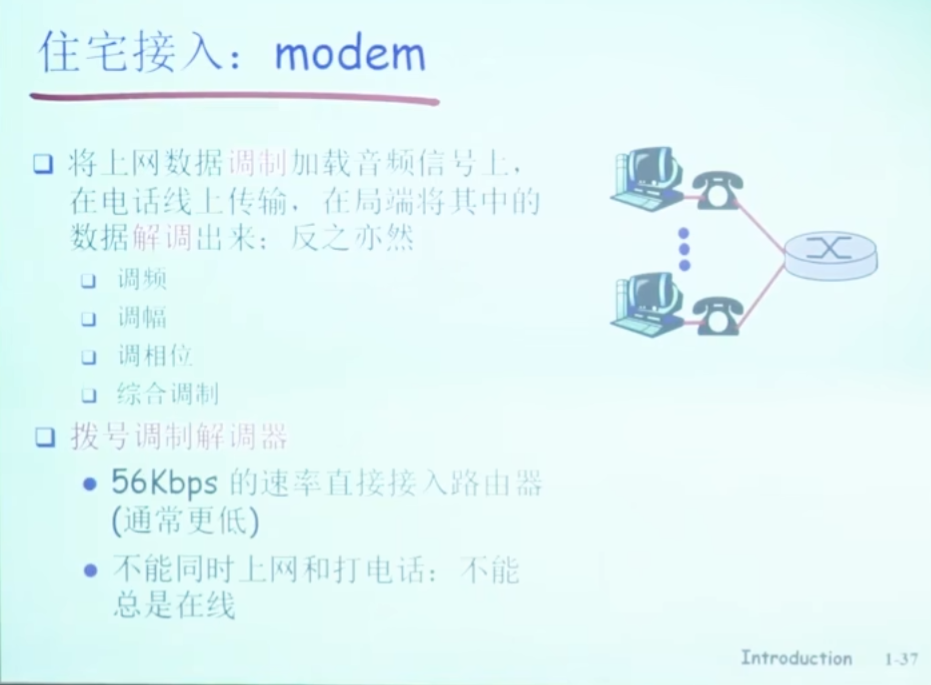 住宅接入：modem
将上网数据调制加载音频信号上，
在电话线上传输，在局端将其中的
数据解调出来；反之亦然
调频
调幅
调相位
综合调制
拨号调制解调器
56Kbps 的速率直接接入路由器
(通常更低)
不能同时上网和打电话：不能
总是在线
Introduction 1-37